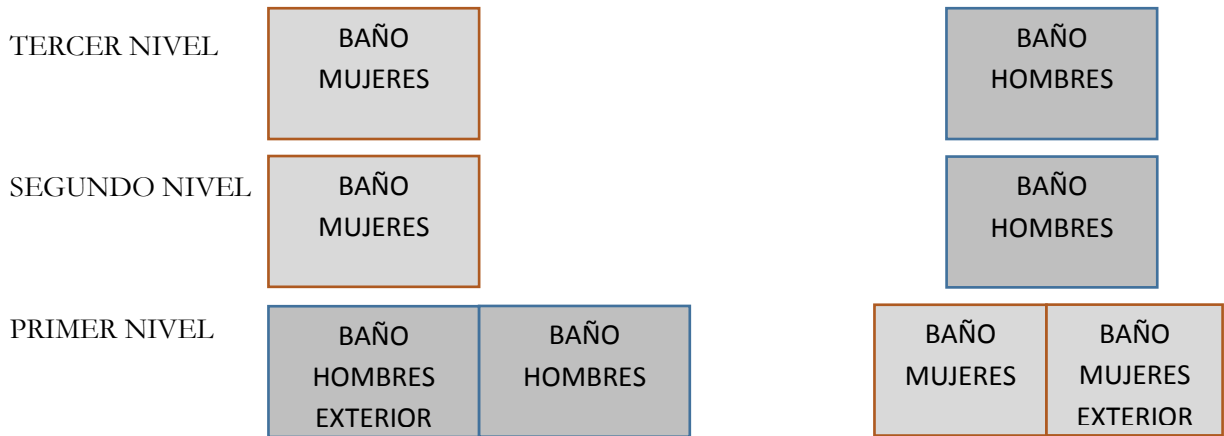 TERCER NIVEL
BAÑO
MUJERES
BAÑO
HOMBRES
SEGUNDO NIVEL
BAÑO
MUJERES
BAÑO
HOMBRES
PRIMER NIVEL
BAÑO
HOMBRES
EXTERIOR
BAÑO
HOMBRES
BAÑO
MUJERES
BAÑO
MUJERES
EXTERIOR